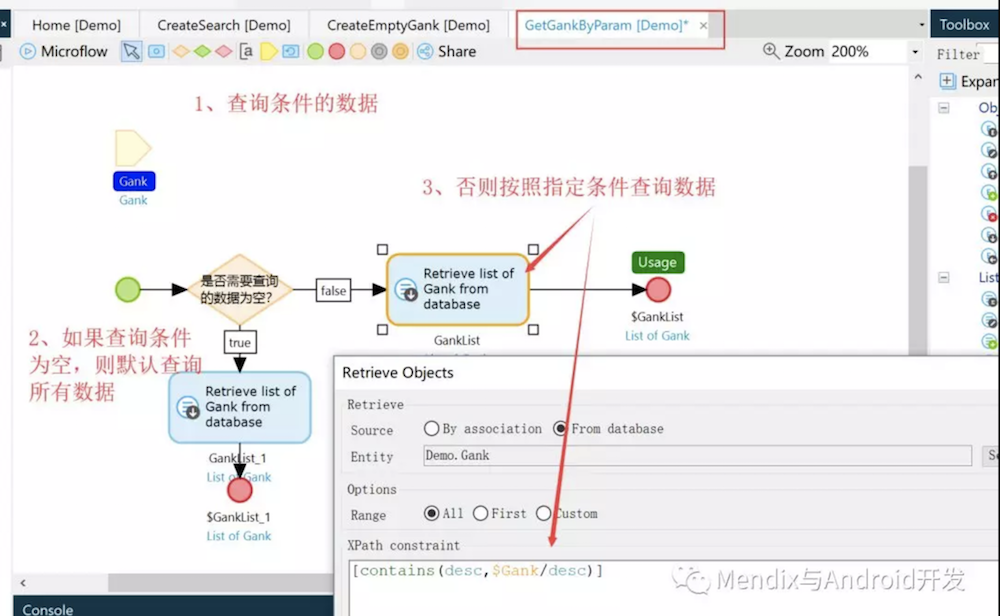 Home [Demo]
CreateSearch [Demo]
CreateEmptyGank [Demo]
GetGankByParam [Demo]*
Toolbox
Microflow
Share
Zoom 200%
Filter
1、查询条件的数据
Gank
Gank
3、否则按照指定条件查询数据
是否需要查询
的数据为空?
false
Retrieve list of
Gank from
database
GankList
Usage
$GankList
List of Gank
true
2、如果查询条件
为空，则默认查询
所有数据
Retrieve list of
Gank from
database
GankList_1
List of Gank
$GankList_1
List of Gank
Retrieve Objects
Retrieve
Source
By association
From database
Entity
Demo.Gank
Options
Range
All
First
Custom
XPath constraint
[contains(desc,$Gank/desc)]
Mendix与Android开发
Console